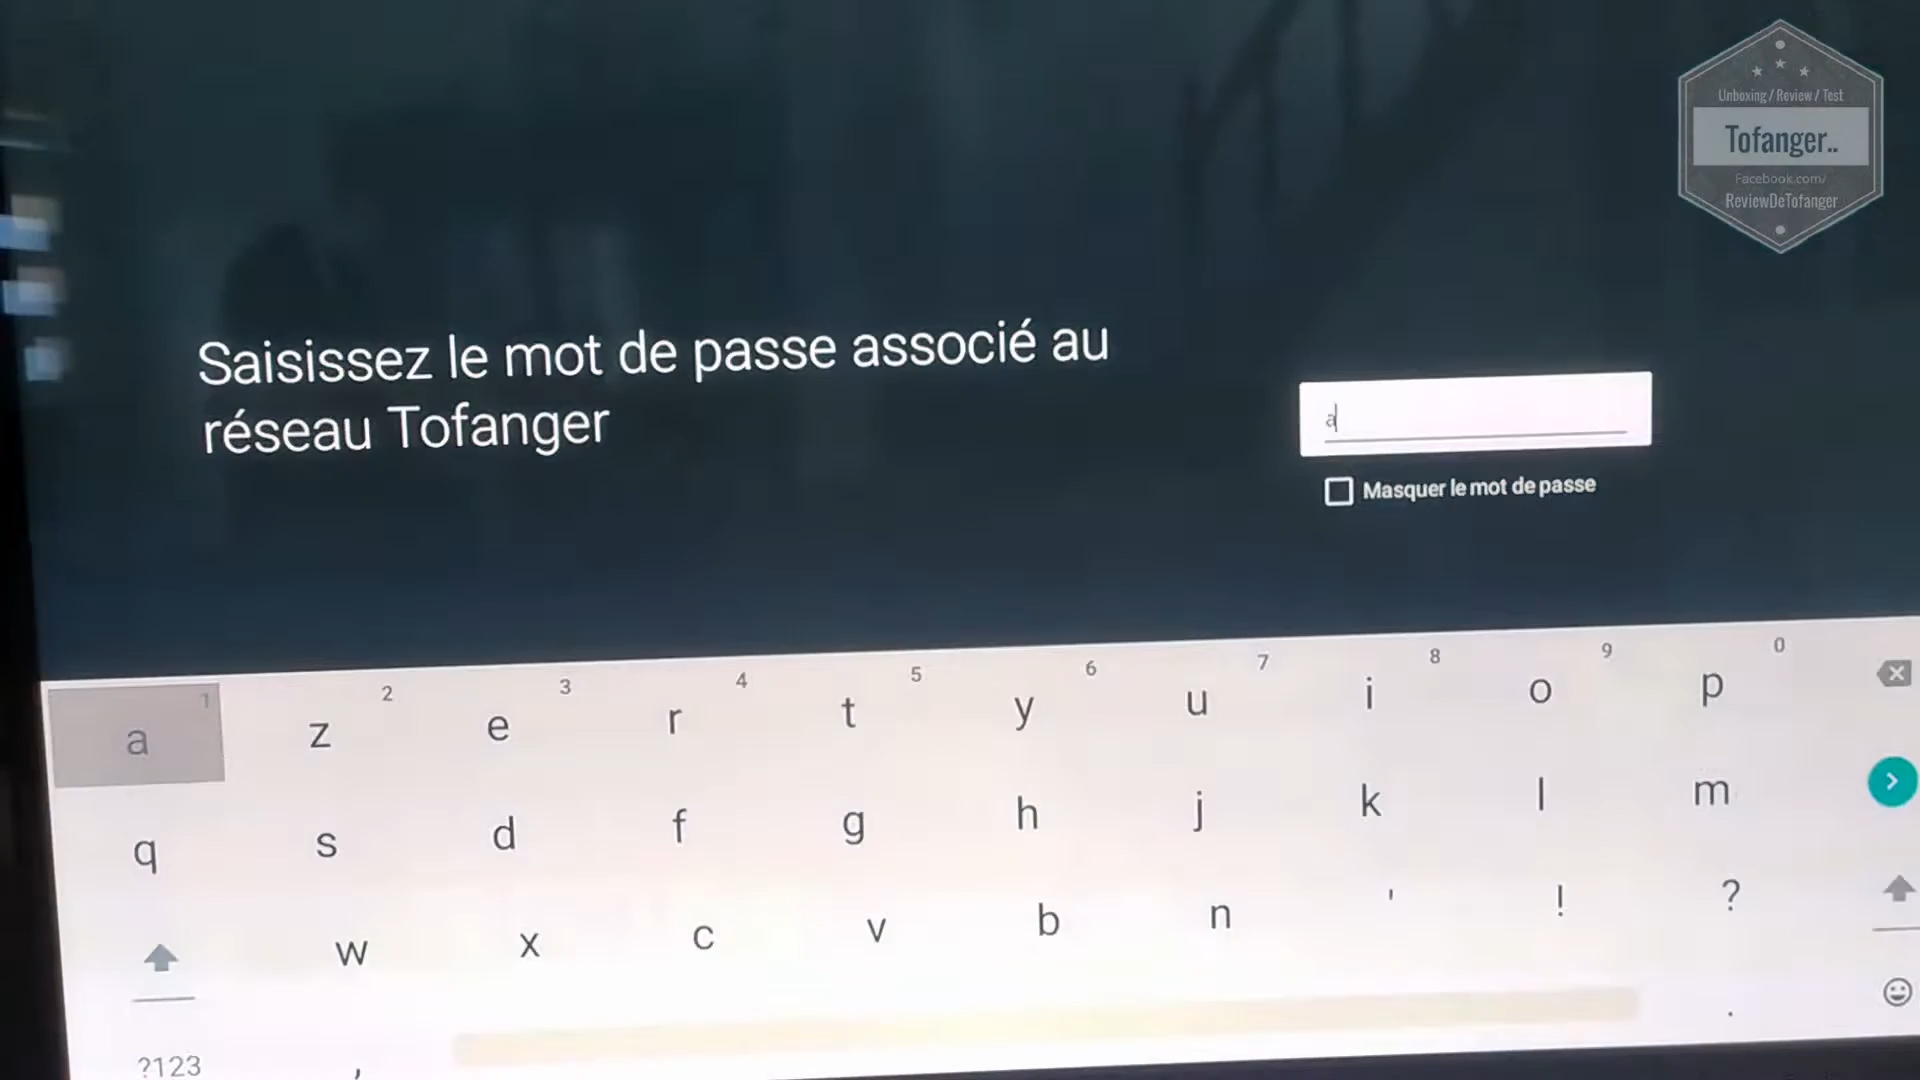 Unboxing / Review / Test
Tofanger..
Facebook.com/
ReviewDeTofanger
Saisissez le mot de passe associé au
réseau Tofanger
a
Masquer le mot de passe
1 2 3 4 5 6 7 8 9 0
a z e r t y u i o p
q s d f g h j k l m
w x c v b n ' ! ?
?123 , .